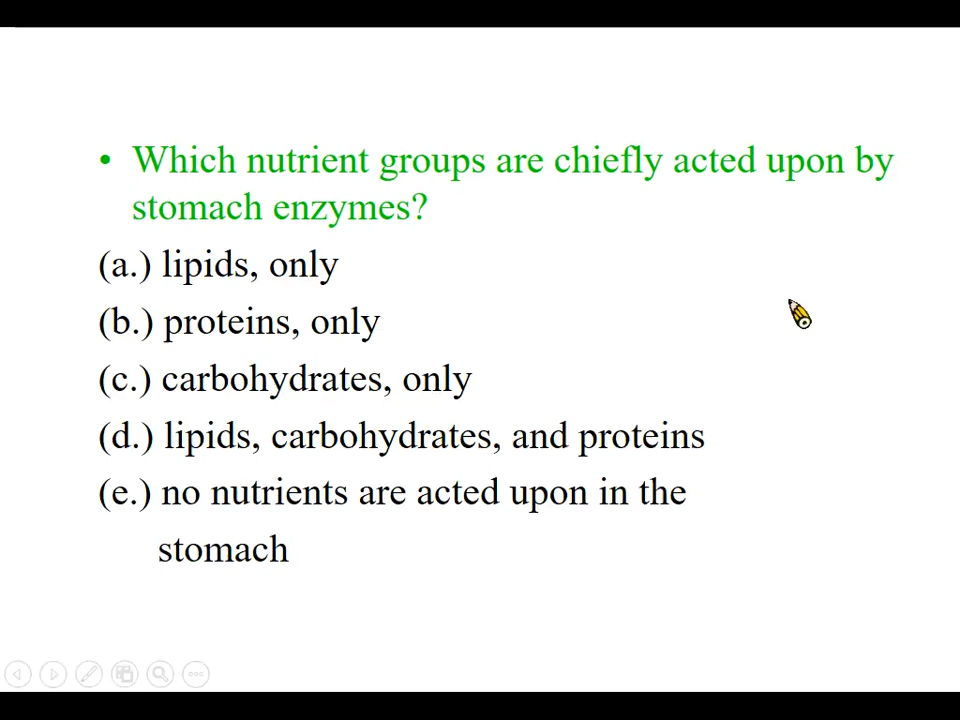 • Which nutrient groups are chiefly acted upon by
stomach enzymes?
(a.) lipids, only
(b.) proteins, only
(c.) carbohydrates, only
(d.) lipids, carbohydrates, and proteins
(e.) no nutrients are acted upon in the
stomach